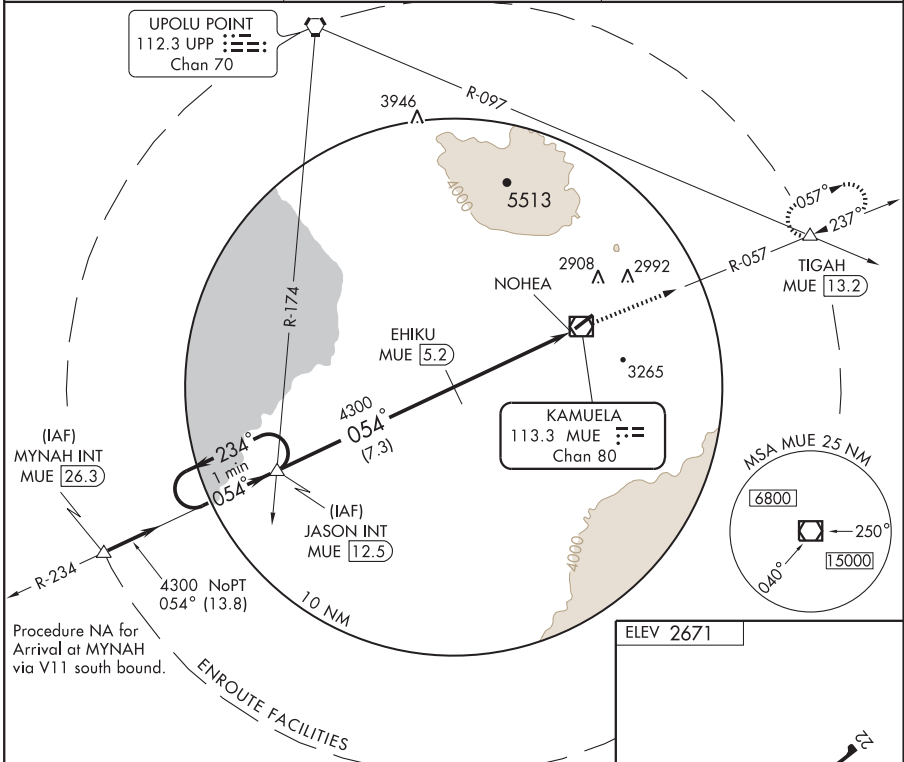 UPOLU POINT
112.3 UPP
Chan 70
R-097
3946
4000
5513
057°
237°
R-057
TIGAH
MUE 13.2
2908
2992
NOHEA
R-174
EHIKU
MUE 5.2
3265
4300
054°
(7.3)
KAMUELA
113.3 MUE
Chan 80
(IAF)
MYNAH INT
MUE 26.3
234°
1 min
054°
(IAF)
JASON INT
MUE 12.5
MSA MUE 25 NM
6800
250°
15000
040°
4000
R-234
4300 NoPT
054° (13.8)
10 NM
Procedure NA for
Arrival at MYNAH
via V11 south bound.
ENROUTE FACILITIES
ELEV 2671
22